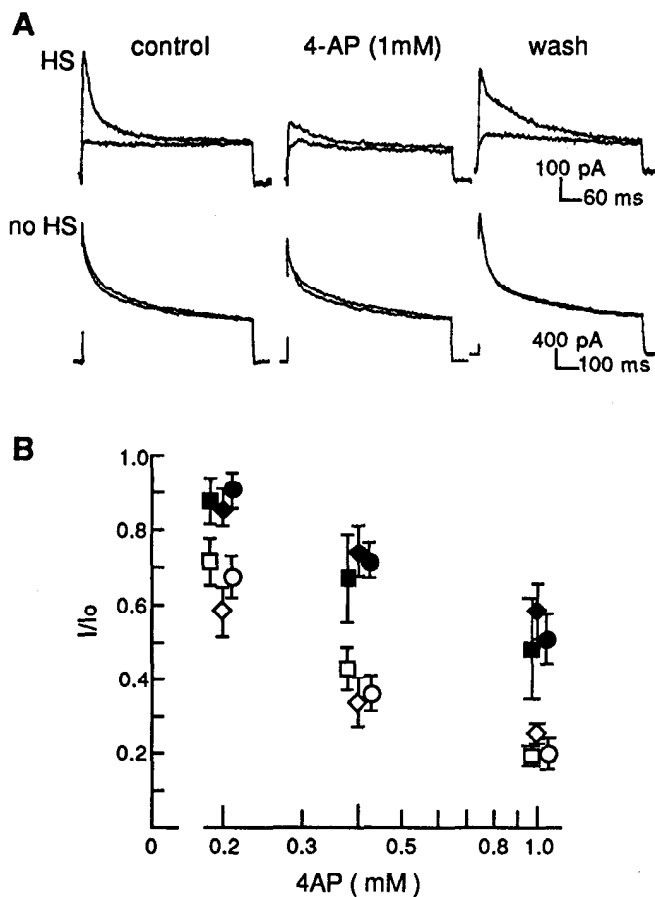 A
control 4-AP (1mM) wash
HS
100 pA
60 ms
no HS
400 pA
100 ms
B
1.0
0.8
0.6
0.4
0.2
I/Io
0 0.2 0.3 0.5 0.8 1.0
4AP ( mM )